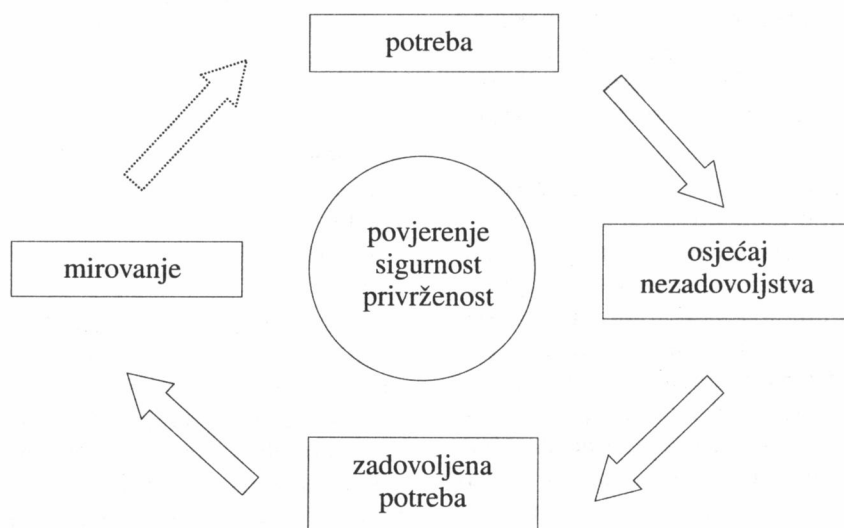 potreba
povjerenje
sigurnost
privrženost
mirovanje
osjećaj
nezadovoljstva
zadovoljena
potreba